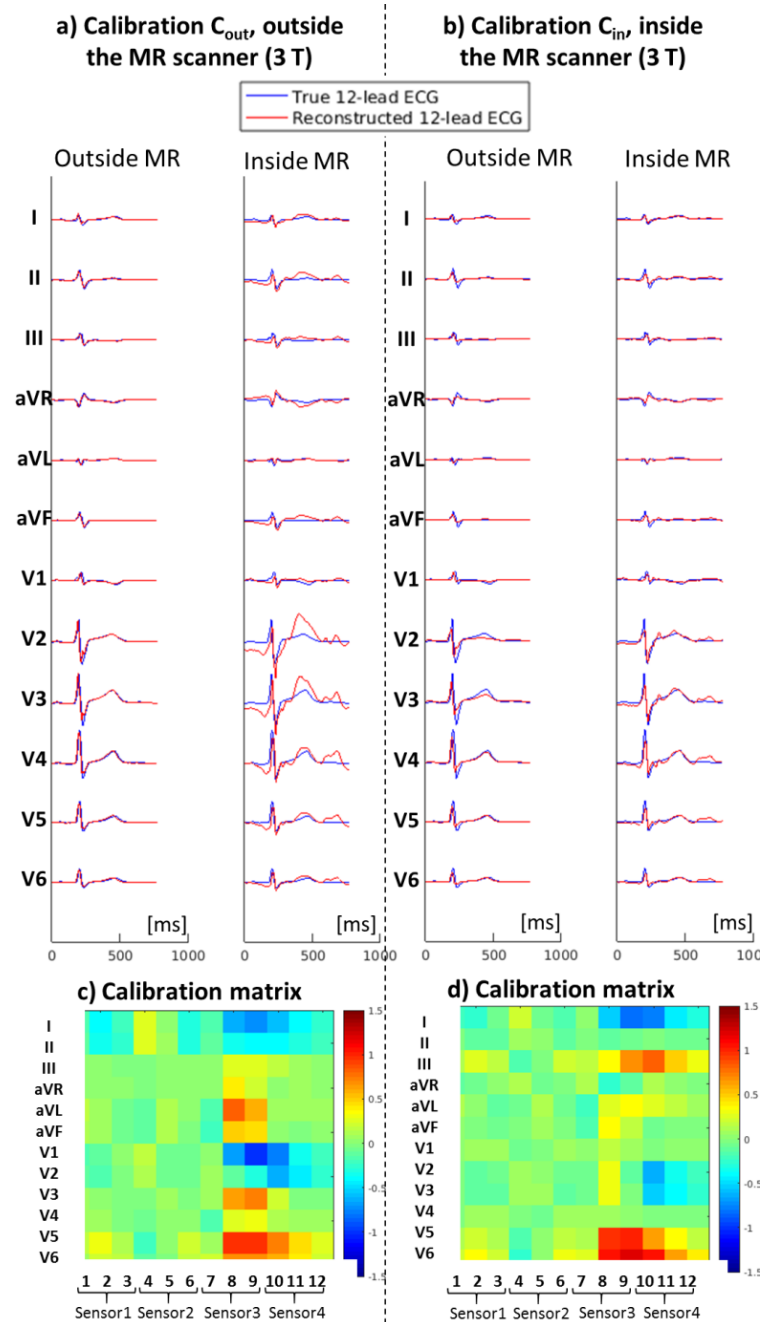 a) Calibration Cout, outside
the MR scanner (3 T)
b) Calibration Cin, inside
the MR scanner (3 T)
True 12-lead ECG
Reconstructed 12-lead ECG
Outside MR
Inside MR
Outside MR
Inside MR
I
II
III
aVR
aVL
aVF
V1
V2
V3
V4
V5
V6
I
II
III
aVR
aVL
aVF
V1
V2
V3
V4
V5
V6
[ms]
[ms]
[ms]
[ms]
0 500 1000
0 500 1000
0 500 1000
0 500 1000
c) Calibration matrix
I
II
III
aVR
aVL
aVF
V1
V2
V3
V4
V5
V6
1.5
1
0.5
0
-0.5
-1
-1.5
1 2 3 4 5 6 7 8 9 10 11 12
Sensor1 Sensor2 Sensor3 Sensor4
d) Calibration matrix
I
II
III
aVR
aVL
aVF
V1
V2
V3
V4
V5
V6
1.5
1
0.5
0
-0.5
-1
-1.5
1 2 3 4 5 6 7 8 9 10 11 12
Sensor1 Sensor2 Sensor3 Sensor4